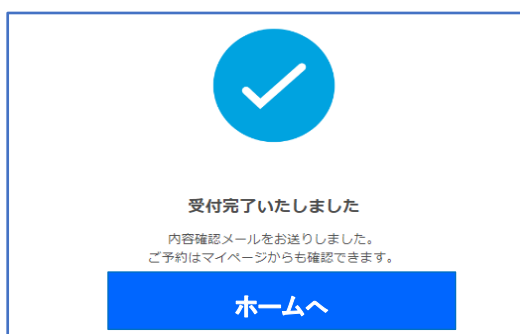 受付完了いたしました
内容確認メールをお送りしました。
ご予約はマイページからも確認できます。
ホームへ